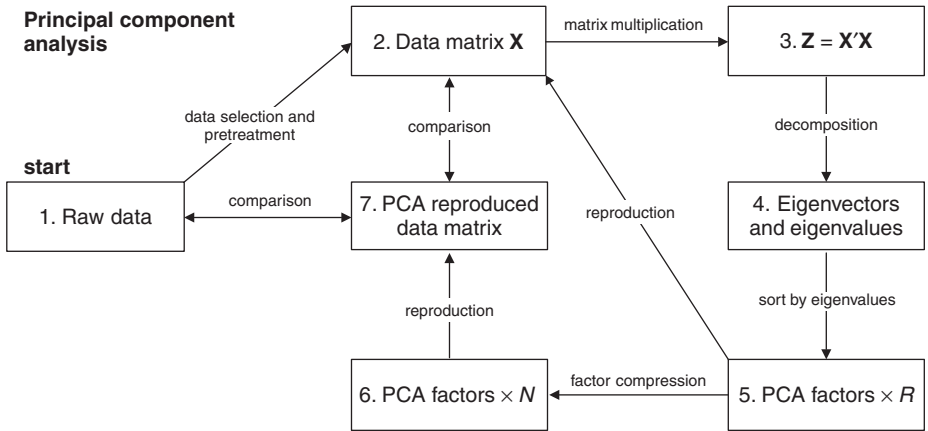 Principal component
analysis
2. Data matrix X
matrix multiplication
3. Z = X′X
data selection and
pretreatment
comparison
decomposition
start
1. Raw data
comparison
7. PCA reproduced
data matrix
reproduction
4. Eigenvectors
and eigenvalues
reproduction
sort by eigenvalues
6. PCA factors × N
factor compression
5. PCA factors × R